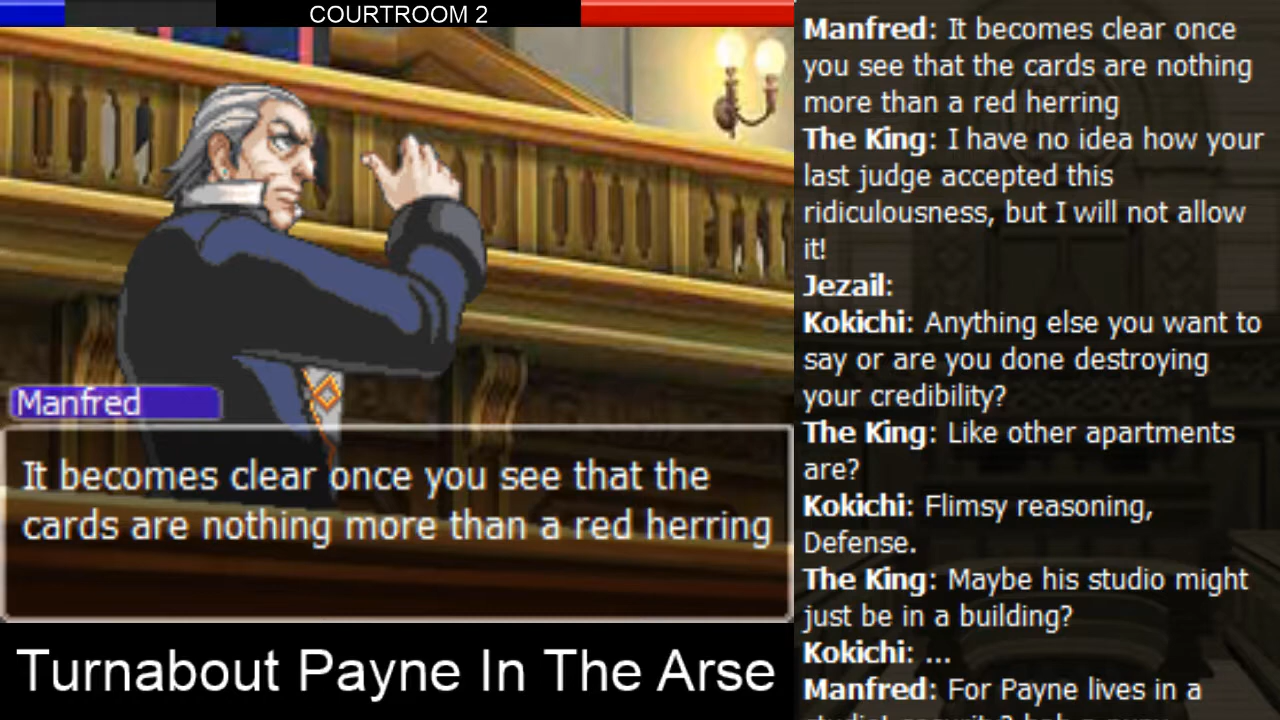 COURTROOM 2
Manfred
It becomes clear once you see that the
cards are nothing more than a red herring
Turnabout Payne In The Arse
Manfred: It becomes clear once
you see that the cards are nothing
more than a red herring
The King: I have no idea how your
last judge accepted this
ridiculousness, but I will not allow
it!
Jezail:
Kokichi: Anything else you want to
say or are you done destroying
your credibility?
The King: Like other apartments
are?
Kokichi: Flimsy reasoning,
Defense.
The King: Maybe his studio might
just be in a building?
Kokichi: ...
Manfred: For Payne lives in a